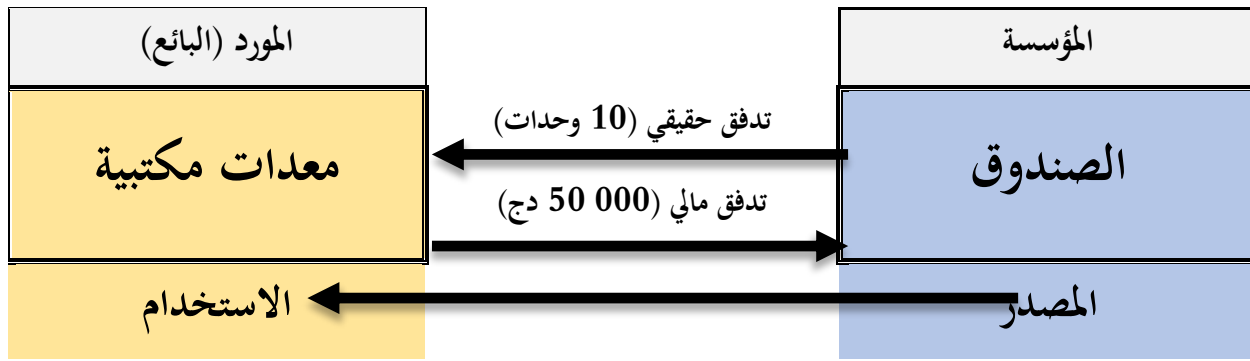 المؤسسة
المورد (البائع)
تدفق حقيقي (10 وحدات)
الصندوق
معدات مكتبية
تدفق مالي (000 50 دج)
المصدر
الاستخدام